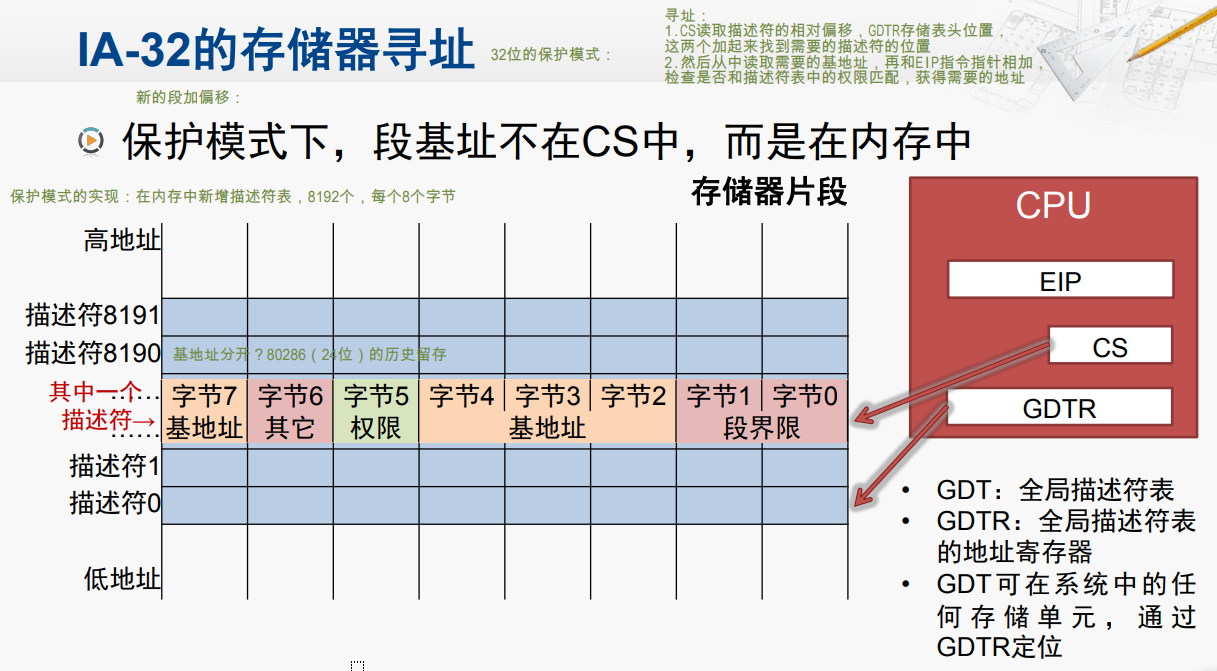 IA-32的存储器寻址
32位的保护模式：
寻址：
1.CS读取描述符的相对偏移，GDTR存储表头位置，
这两个加起来找到需要的描述符的位置
2.然后从中读取需要的基地址，再和EIP指令指针相加，
检查是否和描述符表中的权限匹配，获得需要的地址
新的段加偏移：
保护模式下，段基址不在CS中，而是在内存中
保护模式的实现：在内存中新增描述符表，8192个，每个8个字节
存储器片段
高地址
描述符8191
描述符8190
基地址分开？80286（24位）的历史留存
其中一个……
描述符→
……
字节7 字节6 字节5 字节4 字节3 字节2 字节1 字节0
基地址 其它 权限 基地址 段界限
描述符1
描述符0
低地址
CPU
EIP
CS
GDTR
• GDT：全局描述符表
• GDTR：全局描述符表
的地址寄存器
• GDT可在系统中的任
何存储单元，通过
GDTR定位